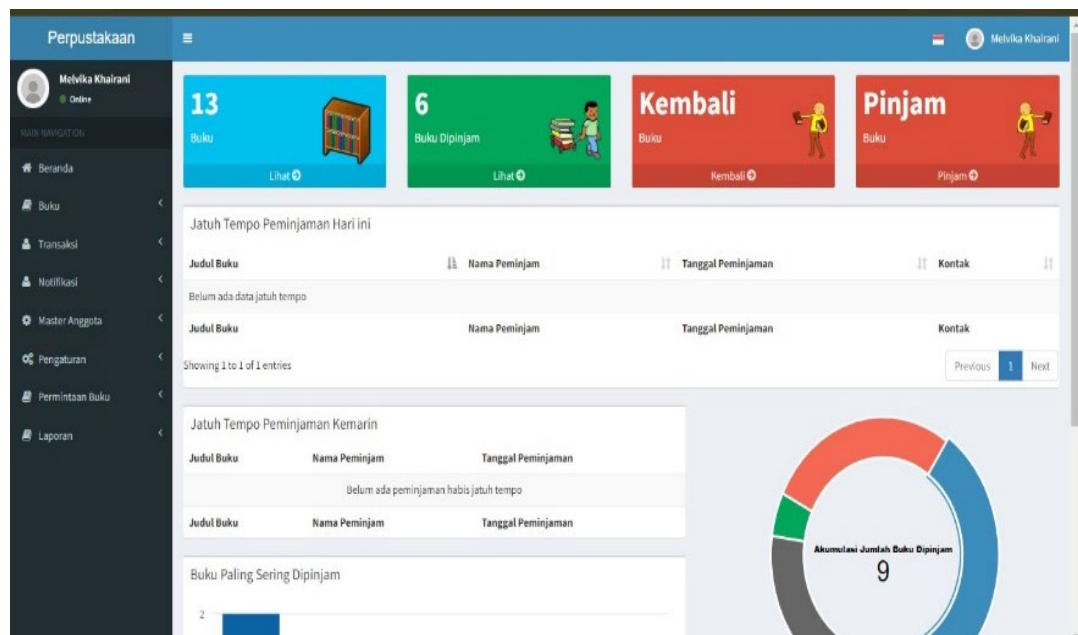 Perpustakaan
Melvika Khairani
Melvika Khairani
Online
MAIN NAVIGATION
Beranda
Buku
Transaksi
Notifikasi
Master Anggota
Pengaturan
Permintaan Buku
Laporan
13
Buku
Lihat
6
Buku Dipinjam
Lihat
Kembali
Buku
Kembali
Pinjam
Buku
Pinjam
Jatuh Tempo Peminjaman Hari ini
Judul Buku Nama Peminjam Tanggal Peminjaman Kontak
Belum ada data jatuh tempo
Judul Buku Nama Peminjam Tanggal Peminjaman Kontak
Showing 1 to 1 of 1 entries Previous 1 Next
Jatuh Tempo Peminjaman Kemarin
Judul Buku Nama Peminjam Tanggal Peminjaman
Belum ada peminjaman habis jatuh tempo
Judul Buku Nama Peminjam Tanggal Peminjaman
Akumulasi Jumlah Buku Dipinjam
9
Buku Paling Sering Dipinjam
2